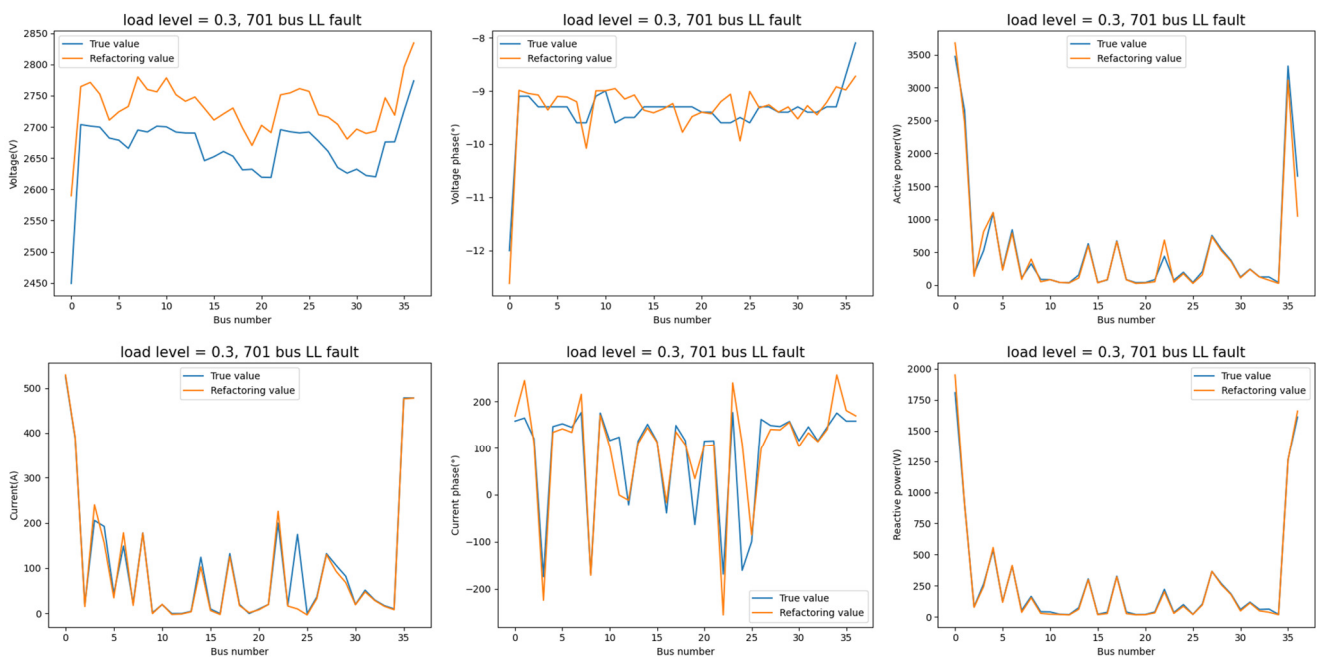 load level = 0.3, 701 bus LL fault
True value
Refactoring value
Voltage(V)
2850
2800
2750
2700
2650
2600
2550
2500
2450
0 5 10 15 20 25 30 35
Bus number
load level = 0.3, 701 bus LL fault
True value
Refactoring value
Voltage phase(°)
−8
−9
−10
−11
−12
0 5 10 15 20 25 30 35
Bus number
load level = 0.3, 701 bus LL fault
True value
Refactoring value
Active power(W)
3500
3000
2500
2000
1500
1000
500
0
0 5 10 15 20 25 30 35
Bus number
load level = 0.3, 701 bus LL fault
True value
Refactoring value
Current(A)
500
400
300
200
100
0
0 5 10 15 20 25 30 35
Bus number
load level = 0.3, 701 bus LL fault
Current phase(°)
200
100
0
−100
−200
True value
Refactoring value
0 5 10 15 20 25 30 35
Bus number
load level = 0.3, 701 bus LL fault
True value
Refactoring value
Reactive power(W)
2000
1750
1500
1250
1000
750
500
250
0
0 5 10 15 20 25 30 35
Bus number